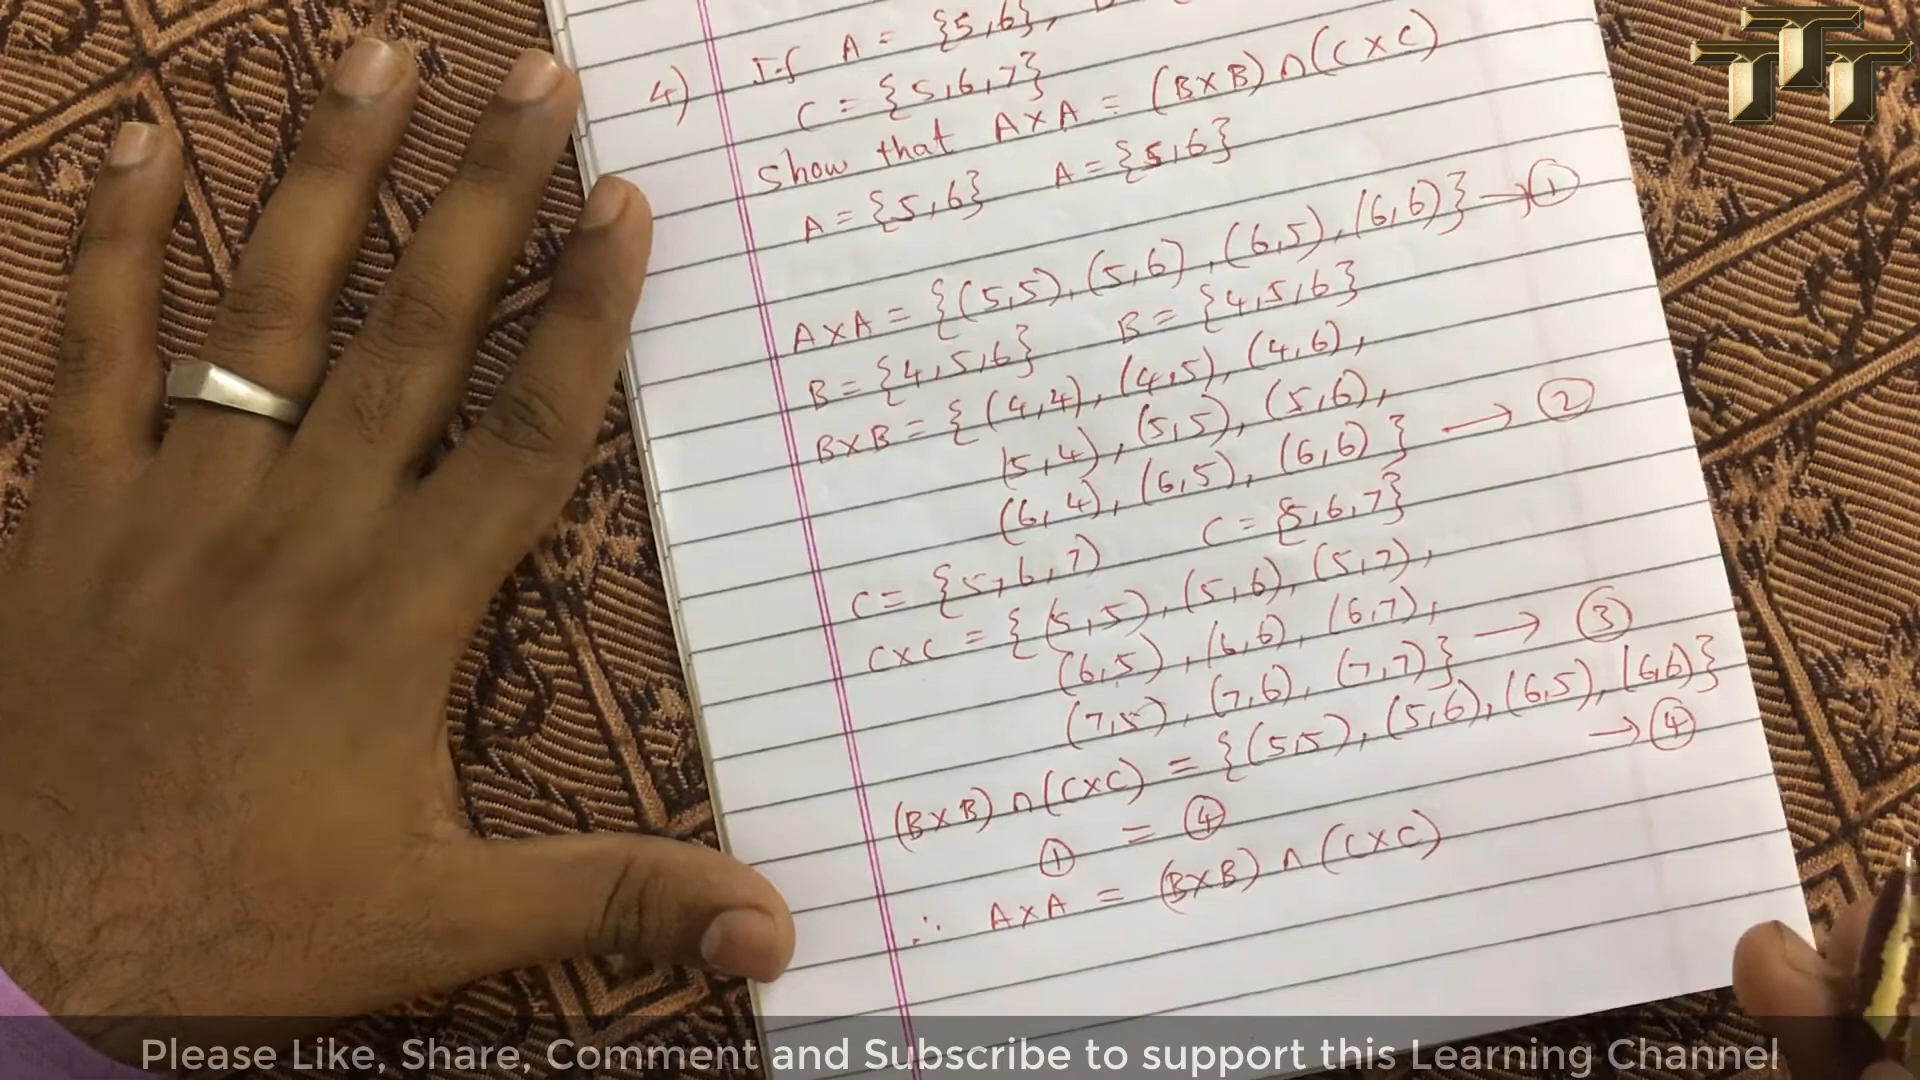 4) If A = {5,6},
C = {5,6,7}
Show that A×A = (B×B) ∩ (C×C)
A = {5,6} A = {5,6}
A×A = {(5,5), (5,6), (6,5), (6,6)} → ①
B = {4,5,6} B = {4,5,6}
B×B = {(4,4), (4,5), (4,6),
(5,4), (5,5), (5,6),
(6,4), (6,5), (6,6)} → ②
C = {5,6,7) C = {5,6,7}
C×C = {(5,5), (5,6), (5,7),
(6,5), (6,6), (6,7),
(7,5), (7,6), (7,7)} → ③
(B×B) ∩ (C×C) = {(5,5), (5,6), (6,5), (6,6)}
→ ④
① = ④
∴ A×A = (B×B) ∩ (C×C)
TTT
Please Like, Share, Comment and Subscribe to support this Learning Channel